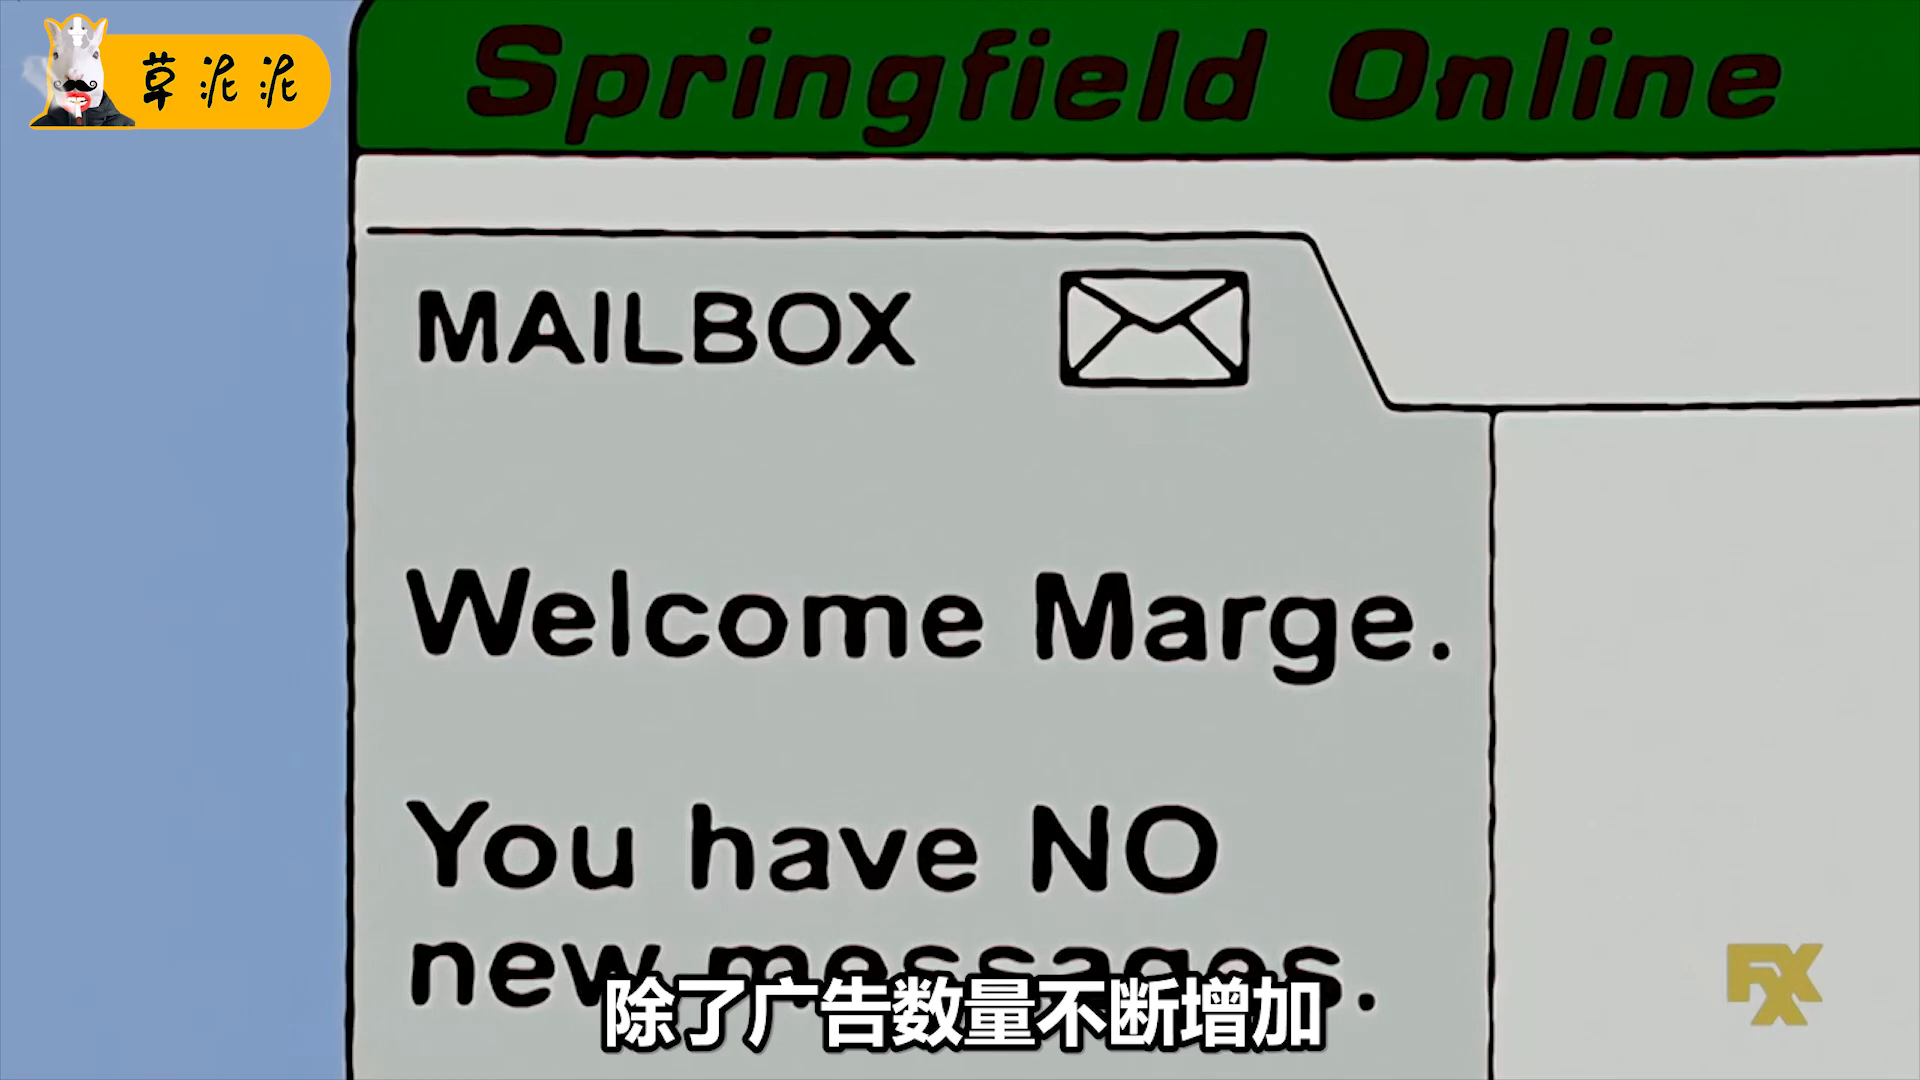 草泥泥
Springfield Online
MAILBOX
Welcome Marge.
You have NO
new messages.
除了广告数量不断增加
FX